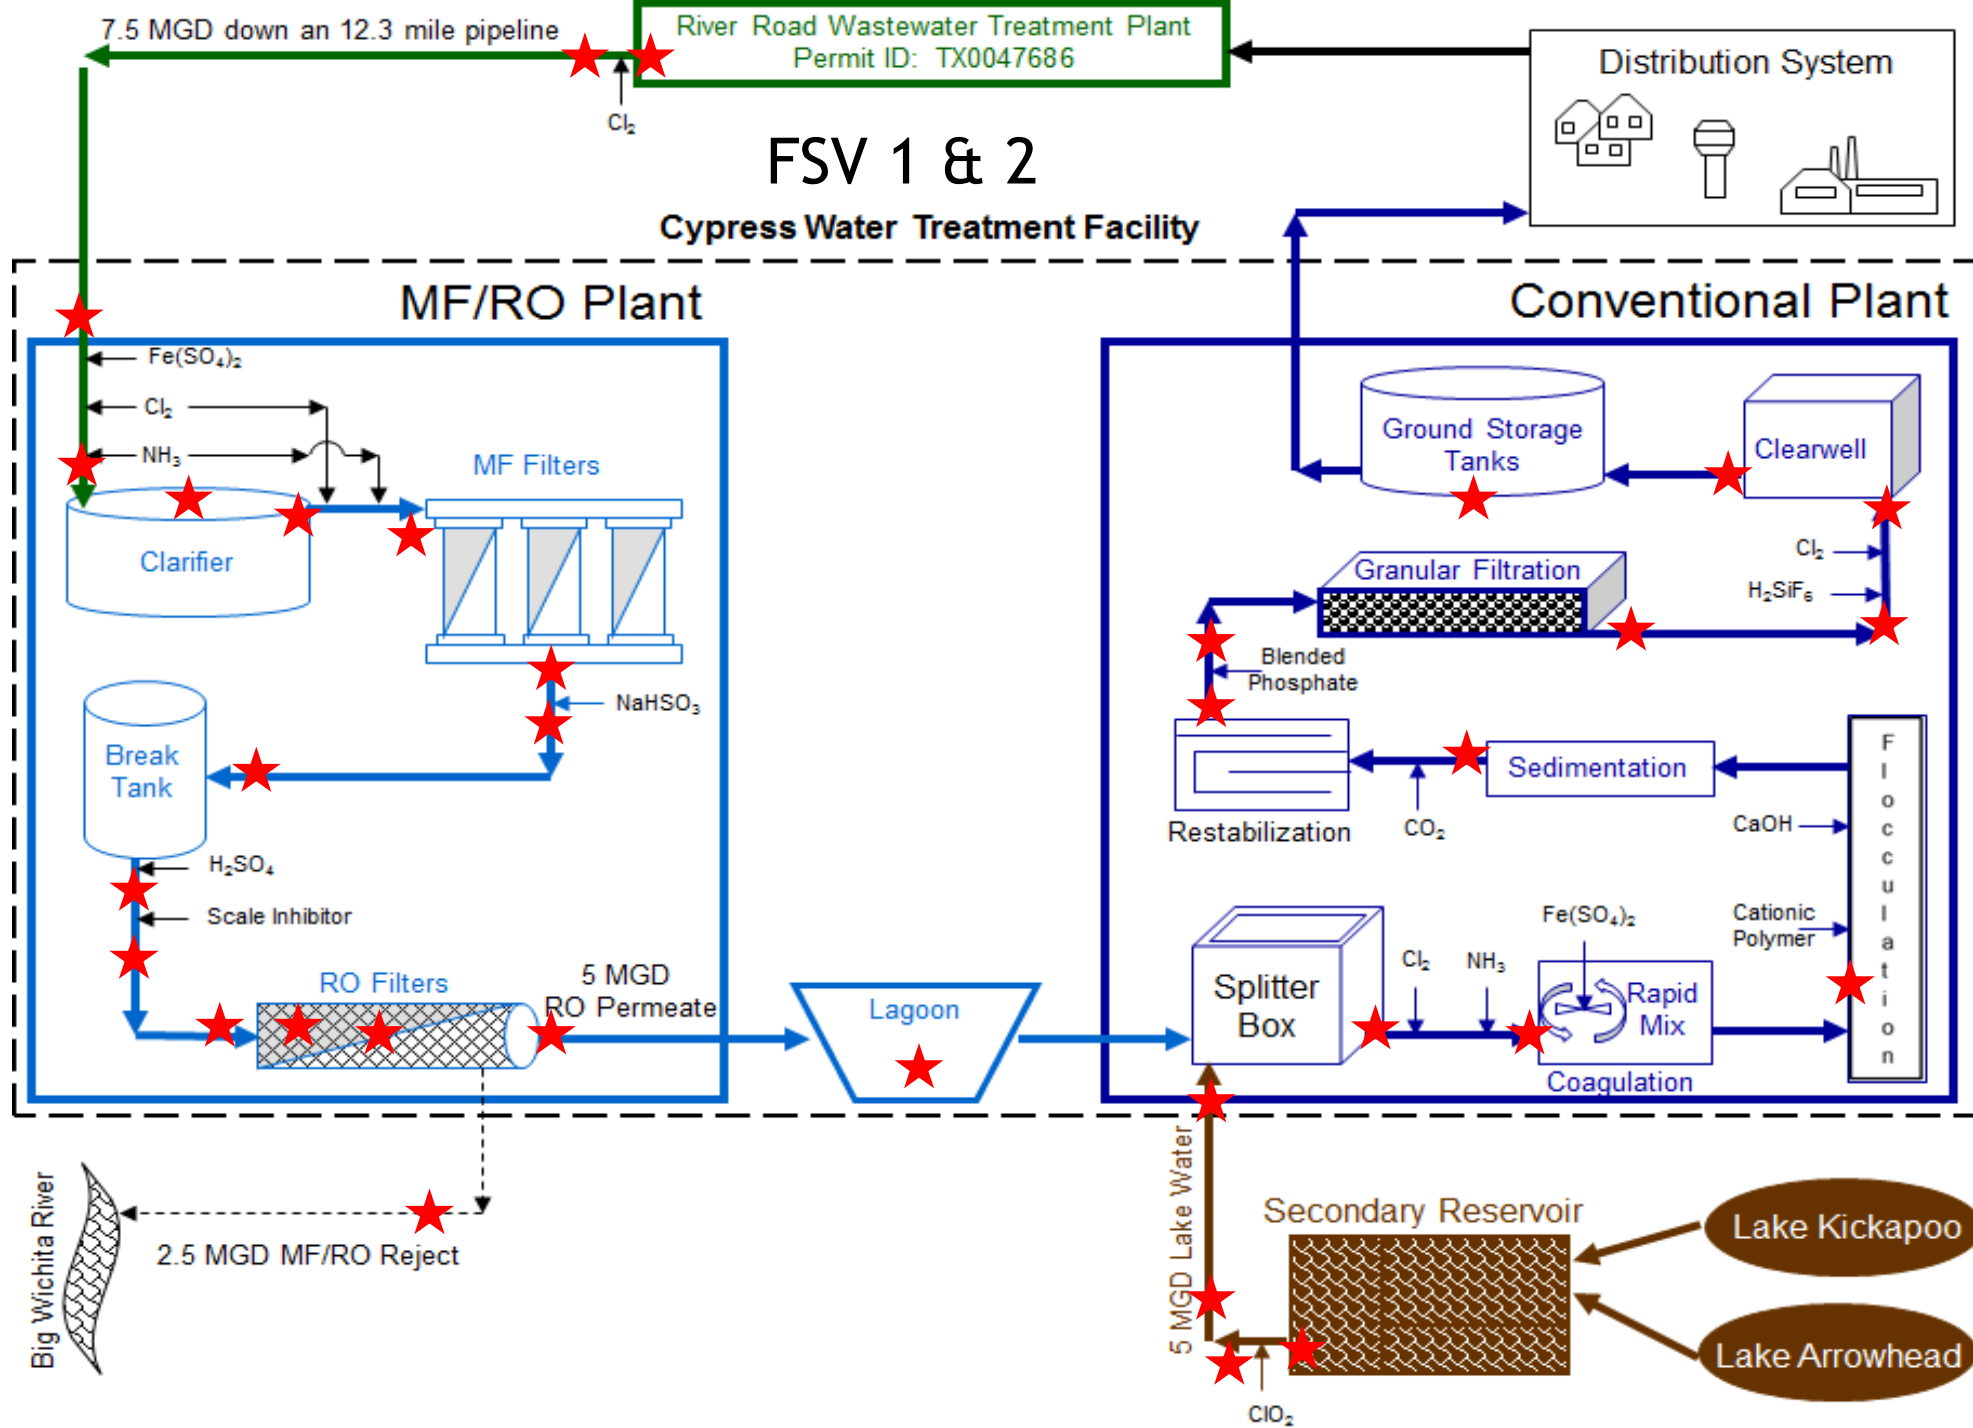 7.5 MGD down an 12.3 mile pipeline
River Road Wastewater Treatment Plant
Permit ID: TX0047686
Cl₂
Distribution System
FSV 1 & 2
Cypress Water Treatment Facility
MF/RO Plant
Fe(SO₄)₂
Cl₂
NH₃
MF Filters
Clarifier
NaHSO₃
Break
Tank
H₂SO₄
Scale Inhibitor
RO Filters
5 MGD
RO Permeate
Lagoon
Conventional Plant
Ground Storage
Tanks
Clearwell
Cl₂
H₂SiF₆
Granular Filtration
Blended
Phosphate
Restabilization
CO₂
Sedimentation
Flocculation
CaOH
Cationic
Polymer
Splitter
Box
Cl₂
NH₃
Fe(SO₄)₂
Rapid
Mix
Coagulation
Big Wichita River
2.5 MGD MF/RO Reject
5 MGD Lake Water
Secondary Reservoir
ClO₂
Lake Kickapoo
Lake Arrowhead